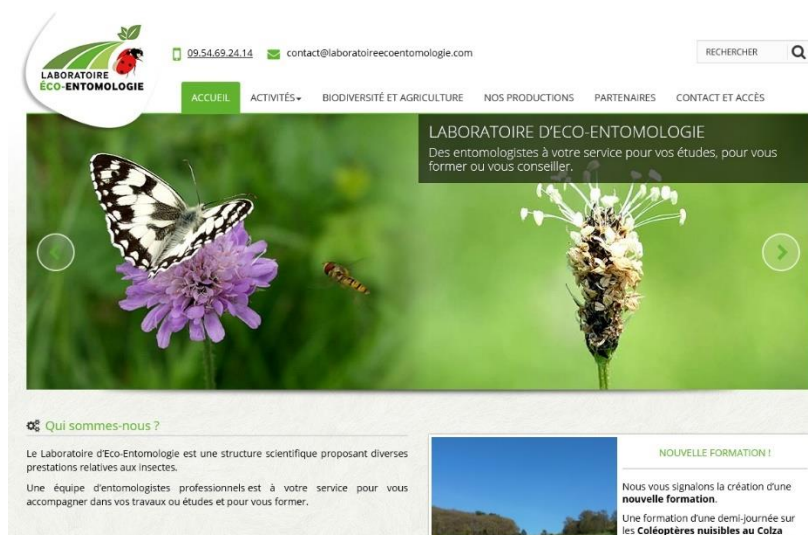 LABORATOIRE
ÉCO-ENTOMOLOGIE
09.54.69.24.14
contact@laboratoireecoentomologie.com
RECHERCHER
ACCUEIL
ACTIVITÉS
BIODIVERSITÉ ET AGRICULTURE
NOS PRODUCTIONS
PARTENAIRES
CONTACT ET ACCÈS
LABORATOIRE D'ECO-ENTOMOLOGIE
Des entomologistes à votre service pour vos études, pour vous
former ou vous conseiller.
Qui sommes-nous ?
Le Laboratoire d'Eco-Entomologie est une structure scientifique proposant diverses
prestations relatives aux insectes.
Une équipe d'entomologistes professionnels est à votre service pour vous
accompagner dans vos travaux ou études et pour vous former.
NOUVELLE FORMATION !
Nous vous signalons la création d'une
nouvelle formation.
Une formation d'une demi-journée sur
les Coléoptères nuisibles au Colza